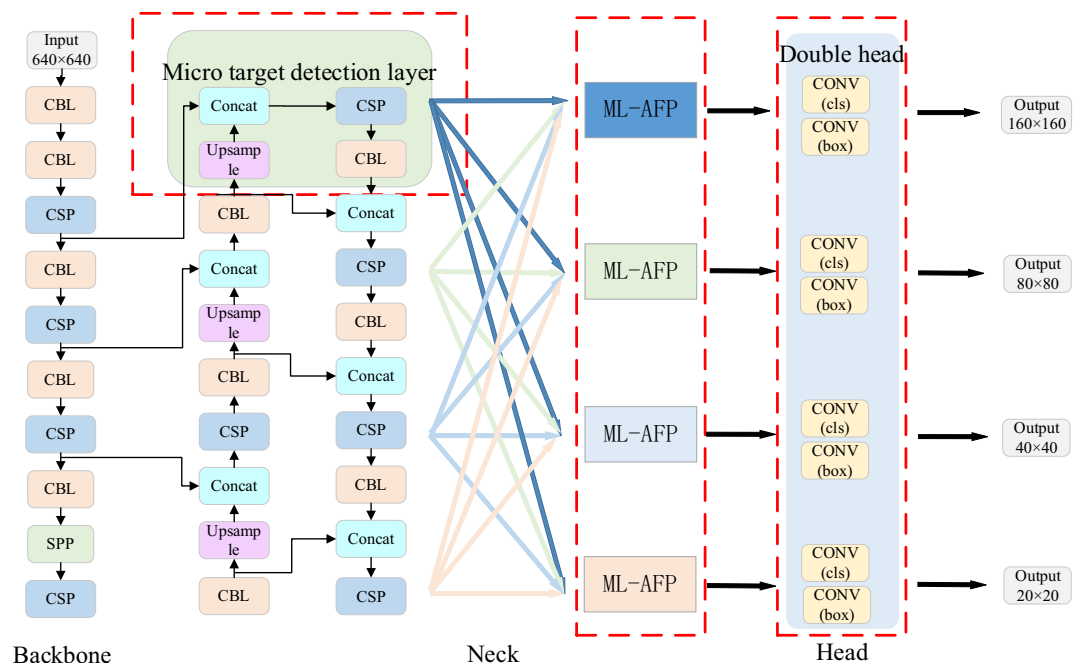 Input
640×640
CBL
CBL
CSP
CBL
CSP
CBL
CSP
CBL
SPP
CSP
Backbone
Micro target detection layer
Concat
Upsamp
le
CBL
Concat
Upsamp
le
CBL
CSP
Concat
Upsamp
le
CBL
CSP
CBL
Concat
CSP
CBL
Concat
CSP
CBL
Concat
CSP
Neck
ML-AFP
ML-AFP
ML-AFP
ML-AFP
Double head
CONV
(cls)
CONV
(box)
CONV
(cls)
CONV
(box)
CONV
(cls)
CONV
(box)
CONV
(cls)
CONV
(box)
Head
Output
160×160
Output
80×80
Output
40×40
Output
20×20